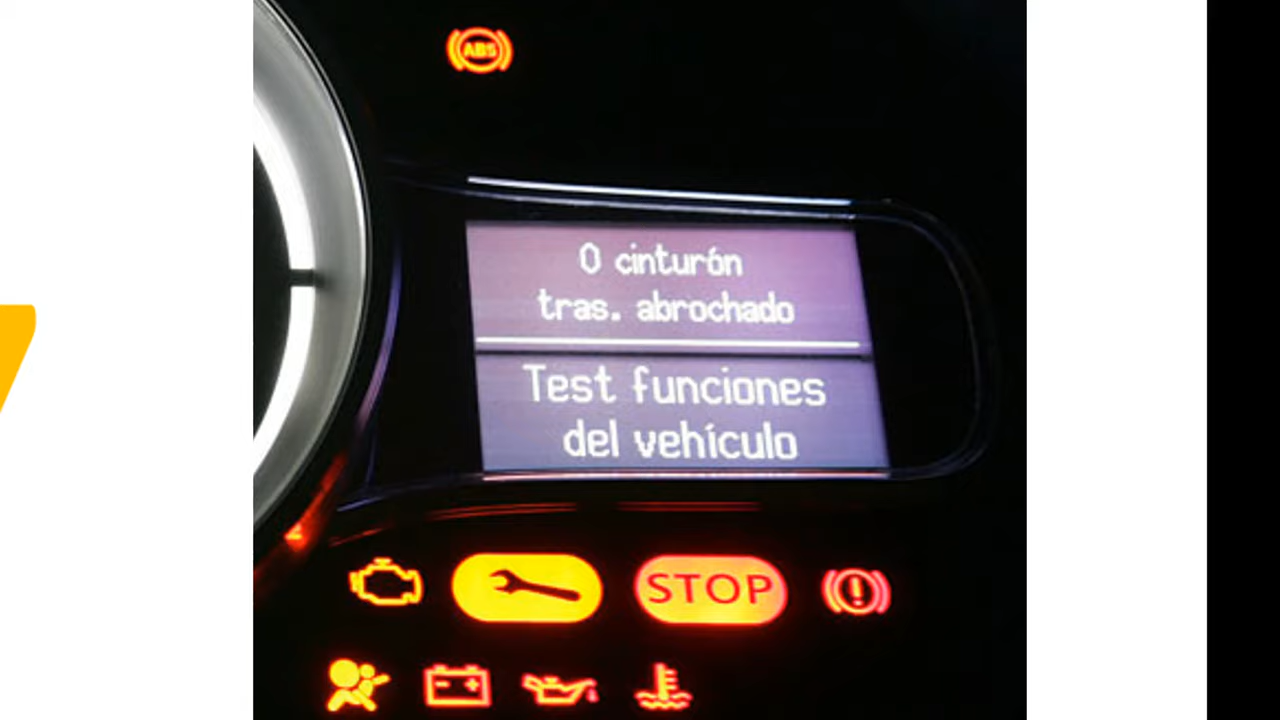 ABS
0 cinturón
tras. abrochado
Test funciones
del vehículo
STOP